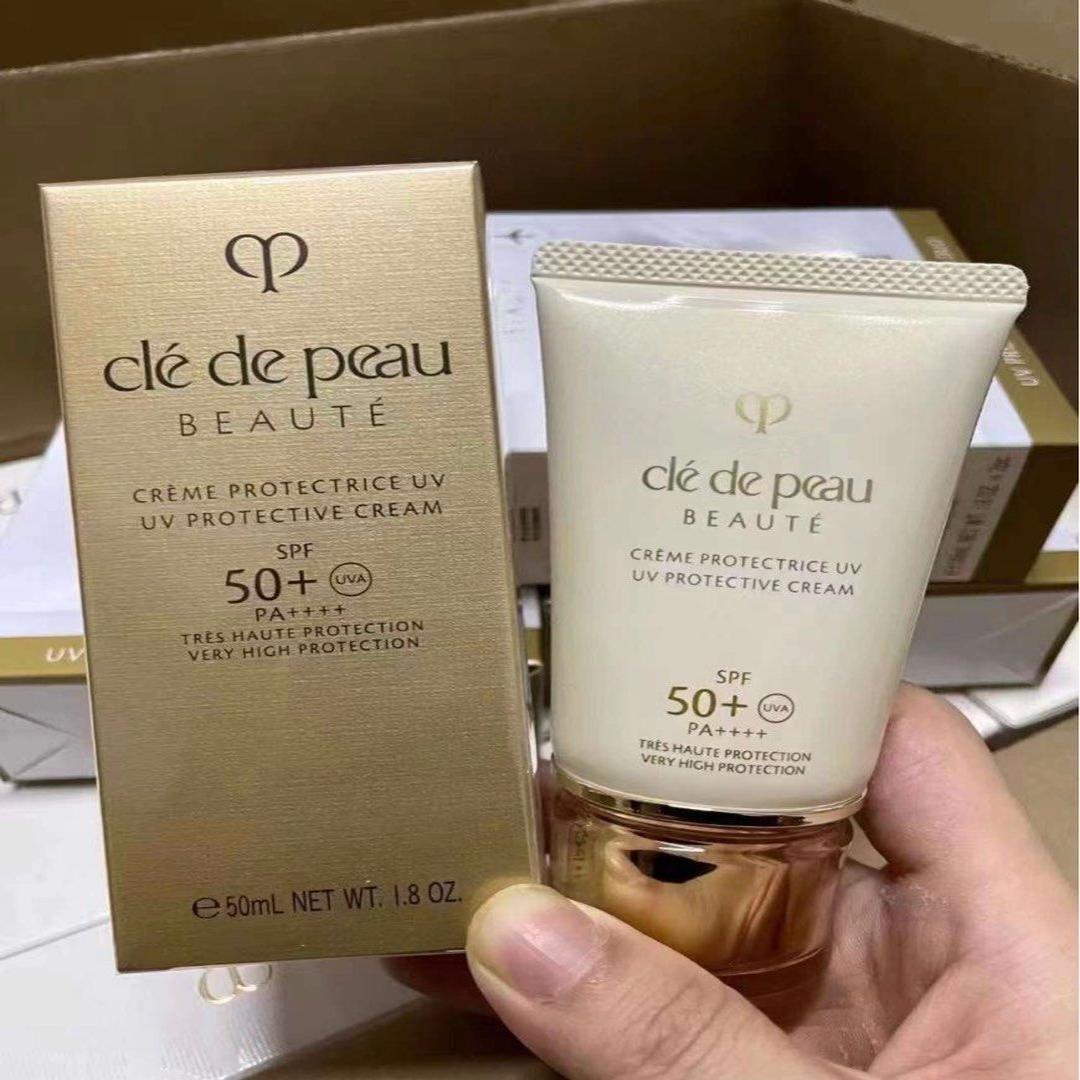 clé de peau
BEAUTÉ
CRÈME PROTECTRICE UV
UV PROTECTIVE CREAM
SPF
50+ UVA
PA++++
TRÈS HAUTE PROTECTION
VERY HIGH PROTECTION
e 50mL NET WT. 1.8 OZ.
clé de peau
BEAUTÉ
CRÈME PROTECTRICE UV
UV PROTECTIVE CREAM
SPF
50+ UVA
PA++++
TRÈS HAUTE PROTECTION
VERY HIGH PROTECTION
UV